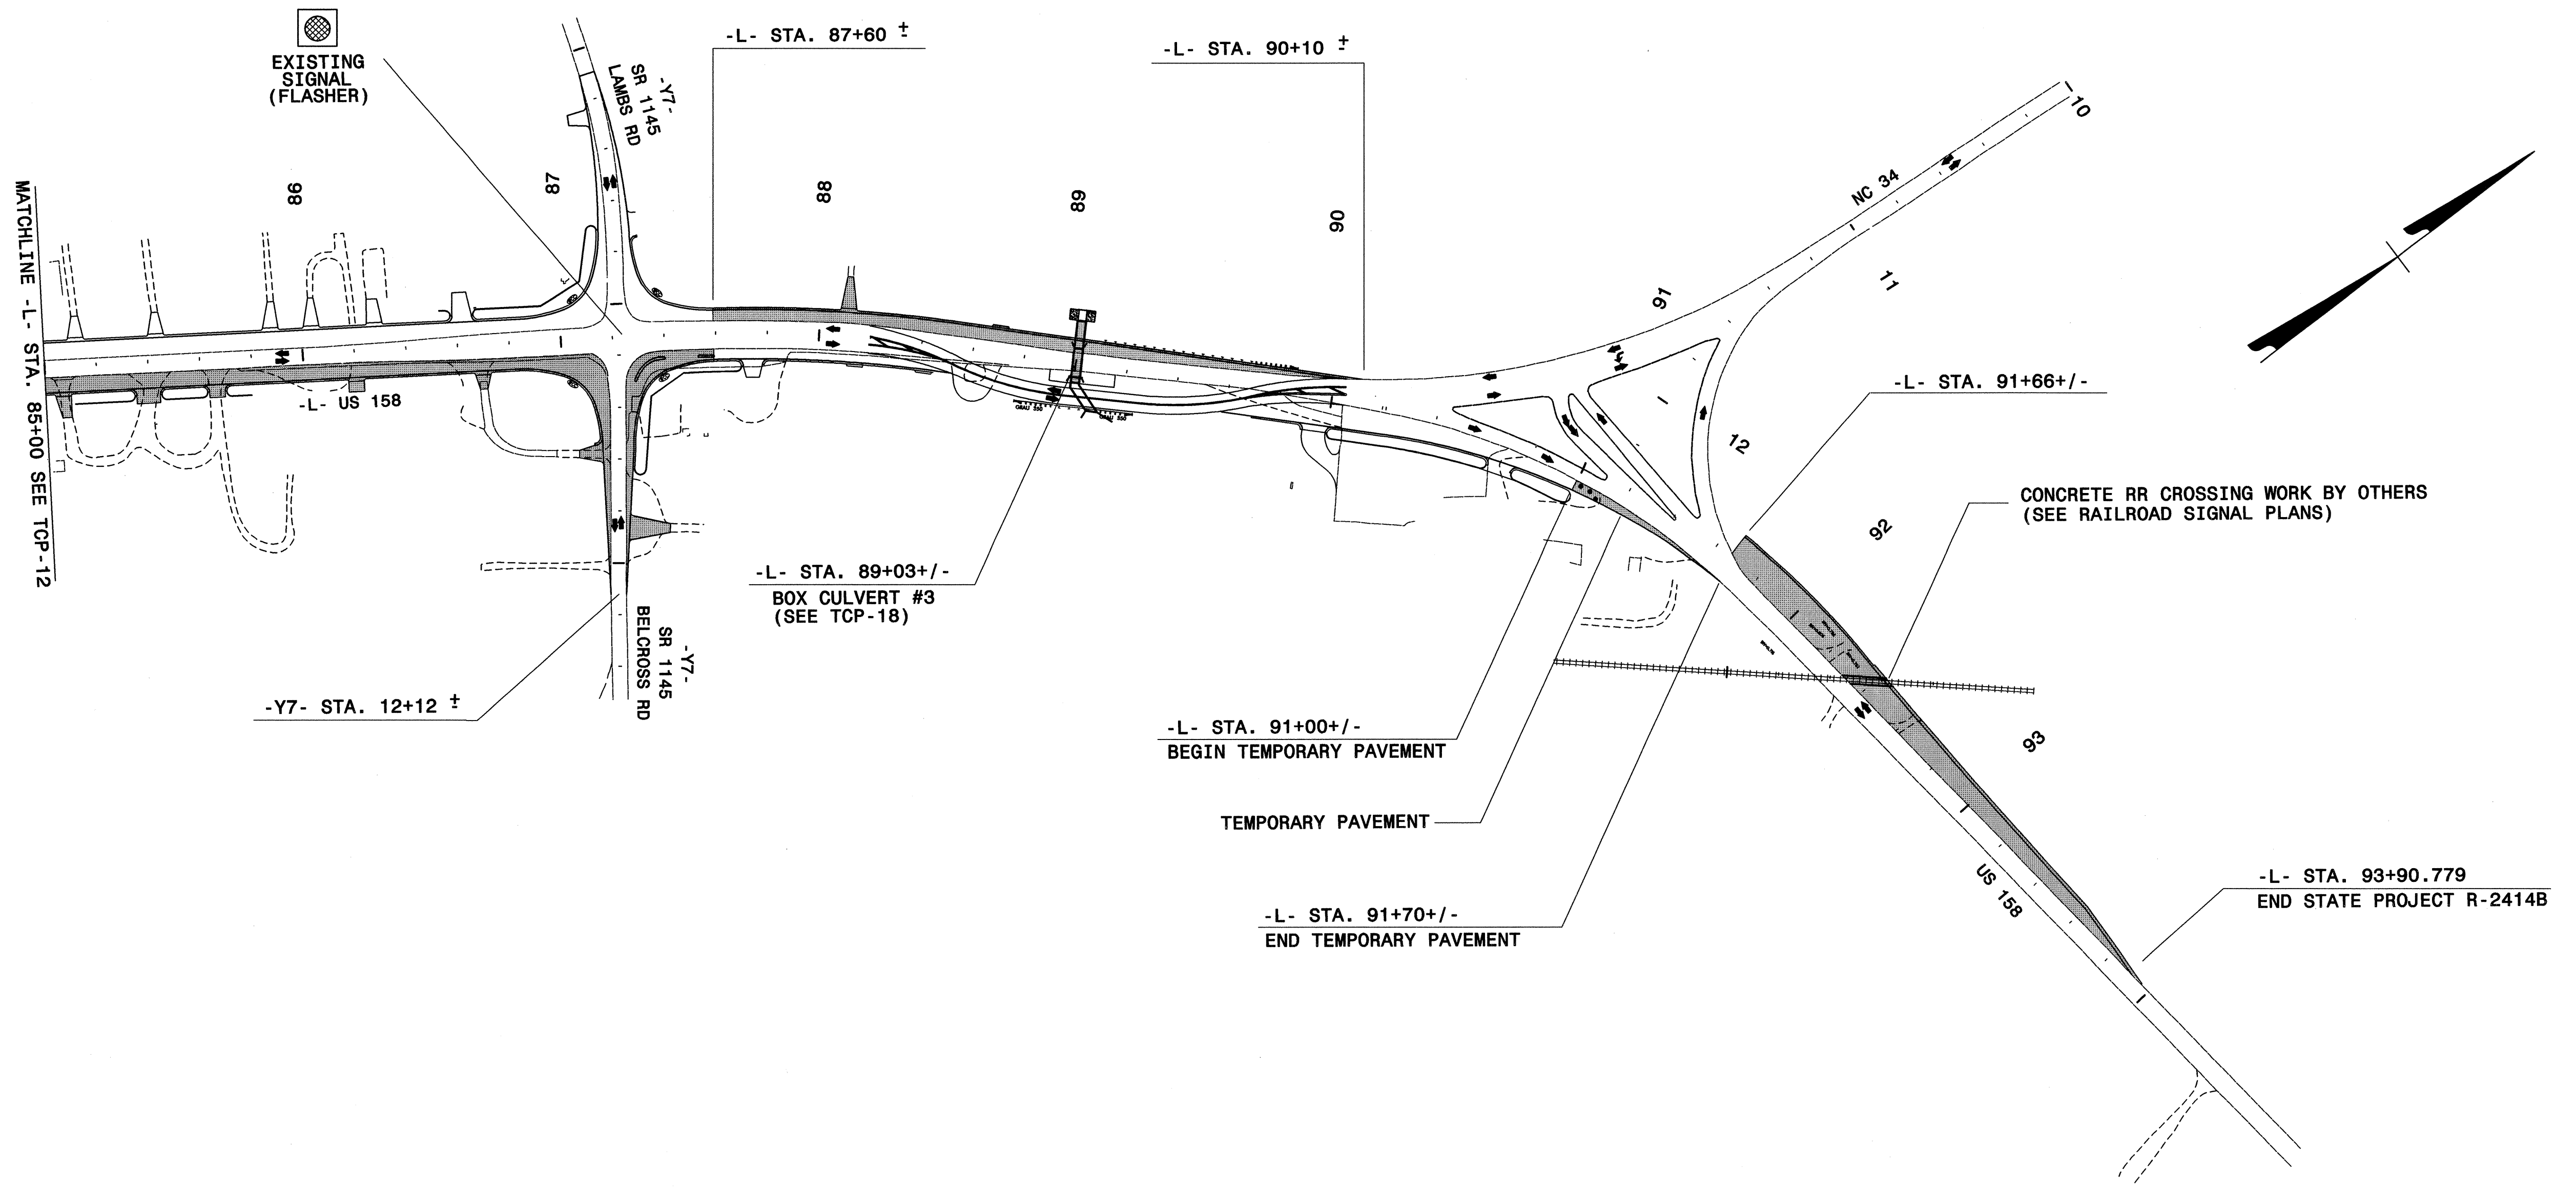 EXISTING
SIGNAL
(FLASHER)
-Y7-
SR 1145
LAMBS RD
-L- STA. 87+60 ±
-L- STA. 90+10 ±
10
NC 34
11
12
86
87
88
89
90
91
92
93
MATCHLINE -L- STA. 85+00 SEE TCP-12
-L- US 158
GRAU 350
GRAU 350
-L- STA. 91+66+/-
CONCRETE RR CROSSING WORK BY OTHERS
(SEE RAILROAD SIGNAL PLANS)
-L- STA. 89+03+/-
BOX CULVERT #3
(SEE TCP-18)
-Y7-
SR 1145
BELCROSS RD
-Y7- STA. 12+12 ±
-L- STA. 91+00+/-
BEGIN TEMPORARY PAVEMENT
TEMPORARY PAVEMENT
-L- STA. 91+70+/-
END TEMPORARY PAVEMENT
US 158
-L- STA. 93+90.779
END STATE PROJECT R-2414B